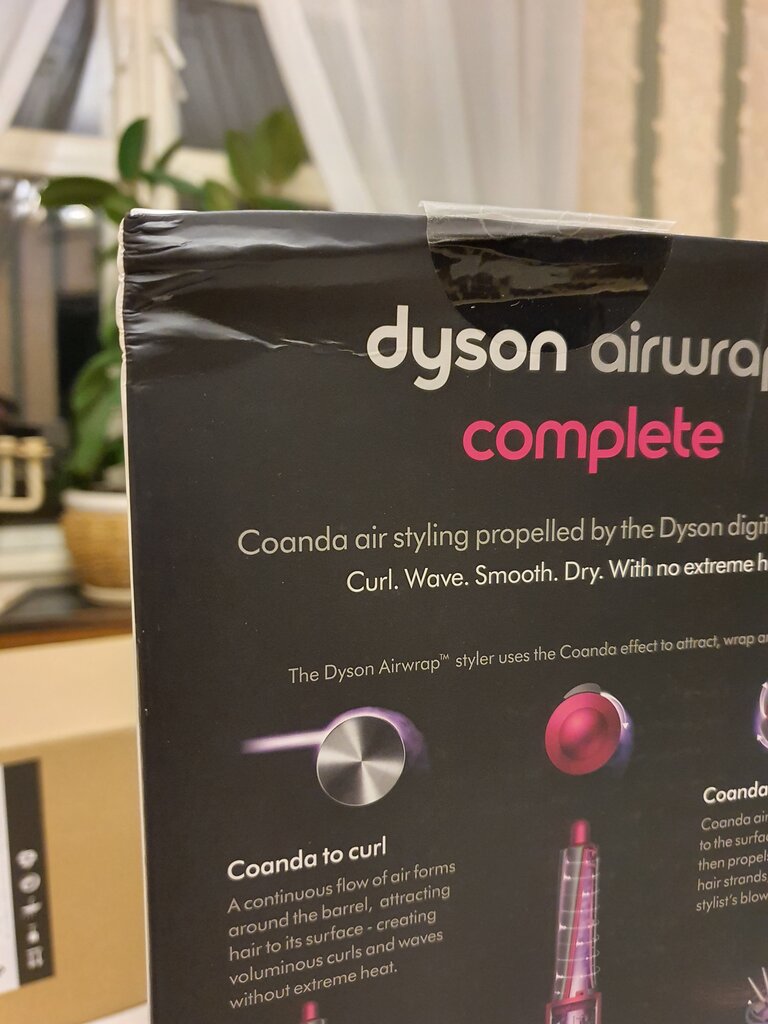 dyson airwrap
complete
Coanda air styling propelled by the Dyson digit
Curl. Wave. Smooth. Dry. With no extreme h
The Dyson Airwrap™ styler uses the Coanda effect to attract, wrap a
Coanda to curl
A continuous flow of air forms
around the barrel, attracting
hair to its surface - creating
voluminous curls and waves
without extreme heat.
Coanda
Coanda air
to the surfa
then propel
hair strands
stylist's blow